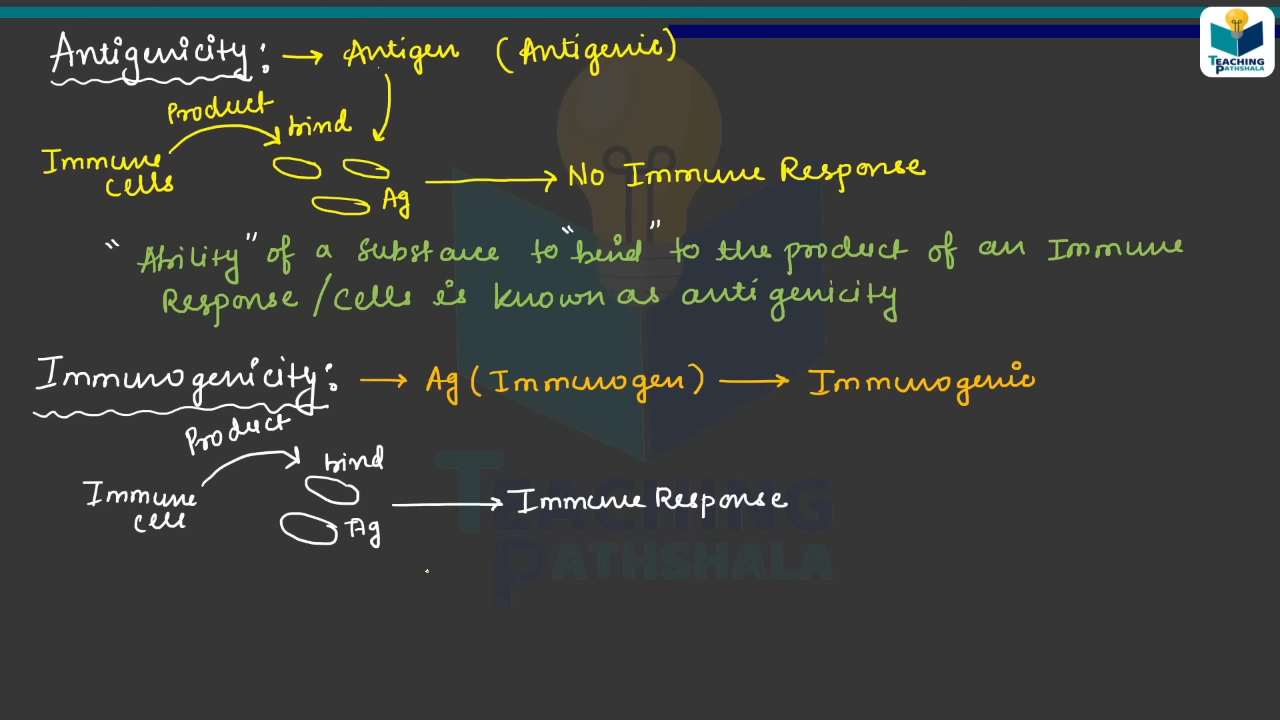 Antigenicity: → Antigen (Antigenic)
TEACHING
PATHSHALA
Product
bind
Immune
cells
Ag → No Immune Response
"Ability" of a substance to "bind" to the product of an Immune
Response/cells is known as antigenicity
Immunogenicity: → Ag (Immunogen) → Immunogenic
Product
bind
Immune
cell
Ag → Immune Response
TEACHING
PATHSHALA